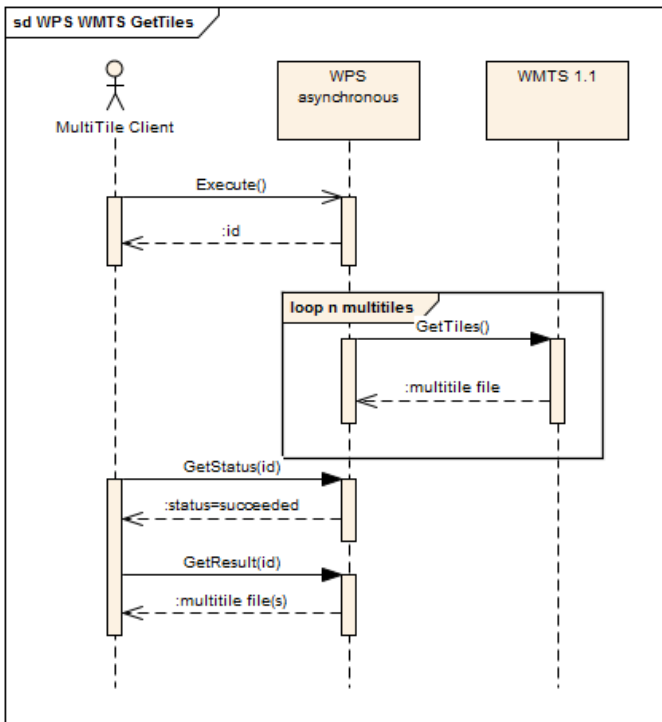 sd WPS WMTS GetTiles
MultiTile Client
WPS
asynchronous
WMTS 1.1
Execute()
:id
loop n multitiles
GetTiles()
:multitile file
GetStatus(id)
:status=succeeded
GetResult(id)
:multitile file(s)